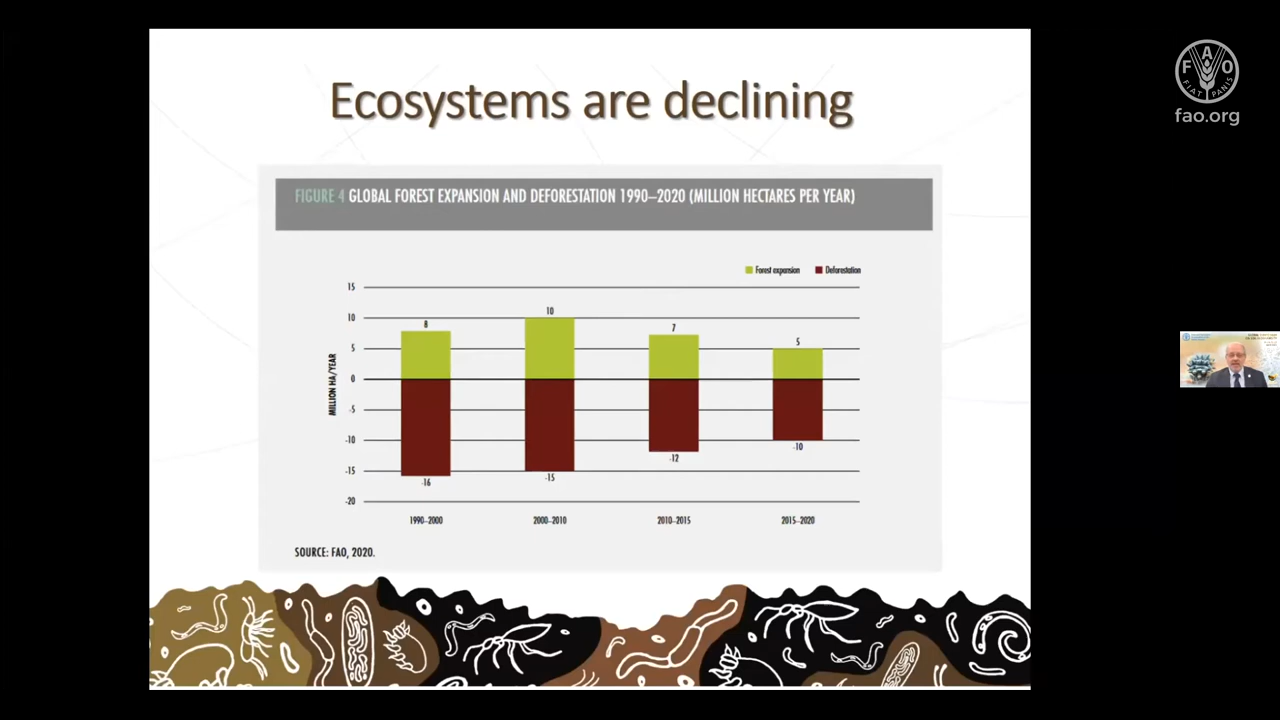 Ecosystems are declining
FIGURE 4 GLOBAL FOREST EXPANSION AND DEFORESTATION 1990–2020 (MILLION HECTARES PER YEAR)
Forest expansion Deforestation
MILLION HA/YEAR
15
10
5
0
-5
-10
-15
-20
8
10
7
5
-16
-15
-12
-10
1990–2000 2000–2010 2010–2015 2015–2020
SOURCE: FAO, 2020.
F A O
FIAT PANIS
fao.org